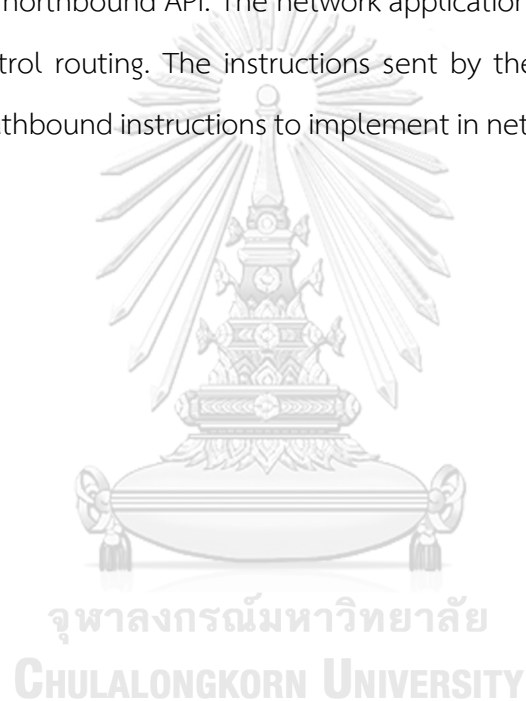 northbound API. The network application
trol routing. The instructions sent by the
thbound instructions to implement in net
จุฬาลงกรณ์มหาวิทยาลัย
CHULALONGKORN UNIVERSITY